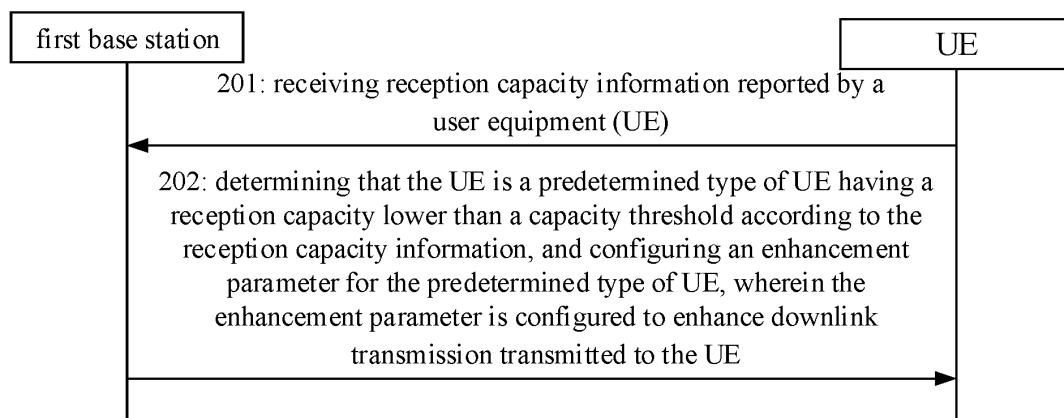 first base station
UE
201: receiving reception capacity information reported by a
user equipment (UE)
202: determining that the UE is a predetermined type of UE having a
reception capacity lower than a capacity threshold according to the
reception capacity information, and configuring an enhancement
parameter for the predetermined type of UE, wherein the
enhancement parameter is configured to enhance downlink
transmission transmitted to the UE